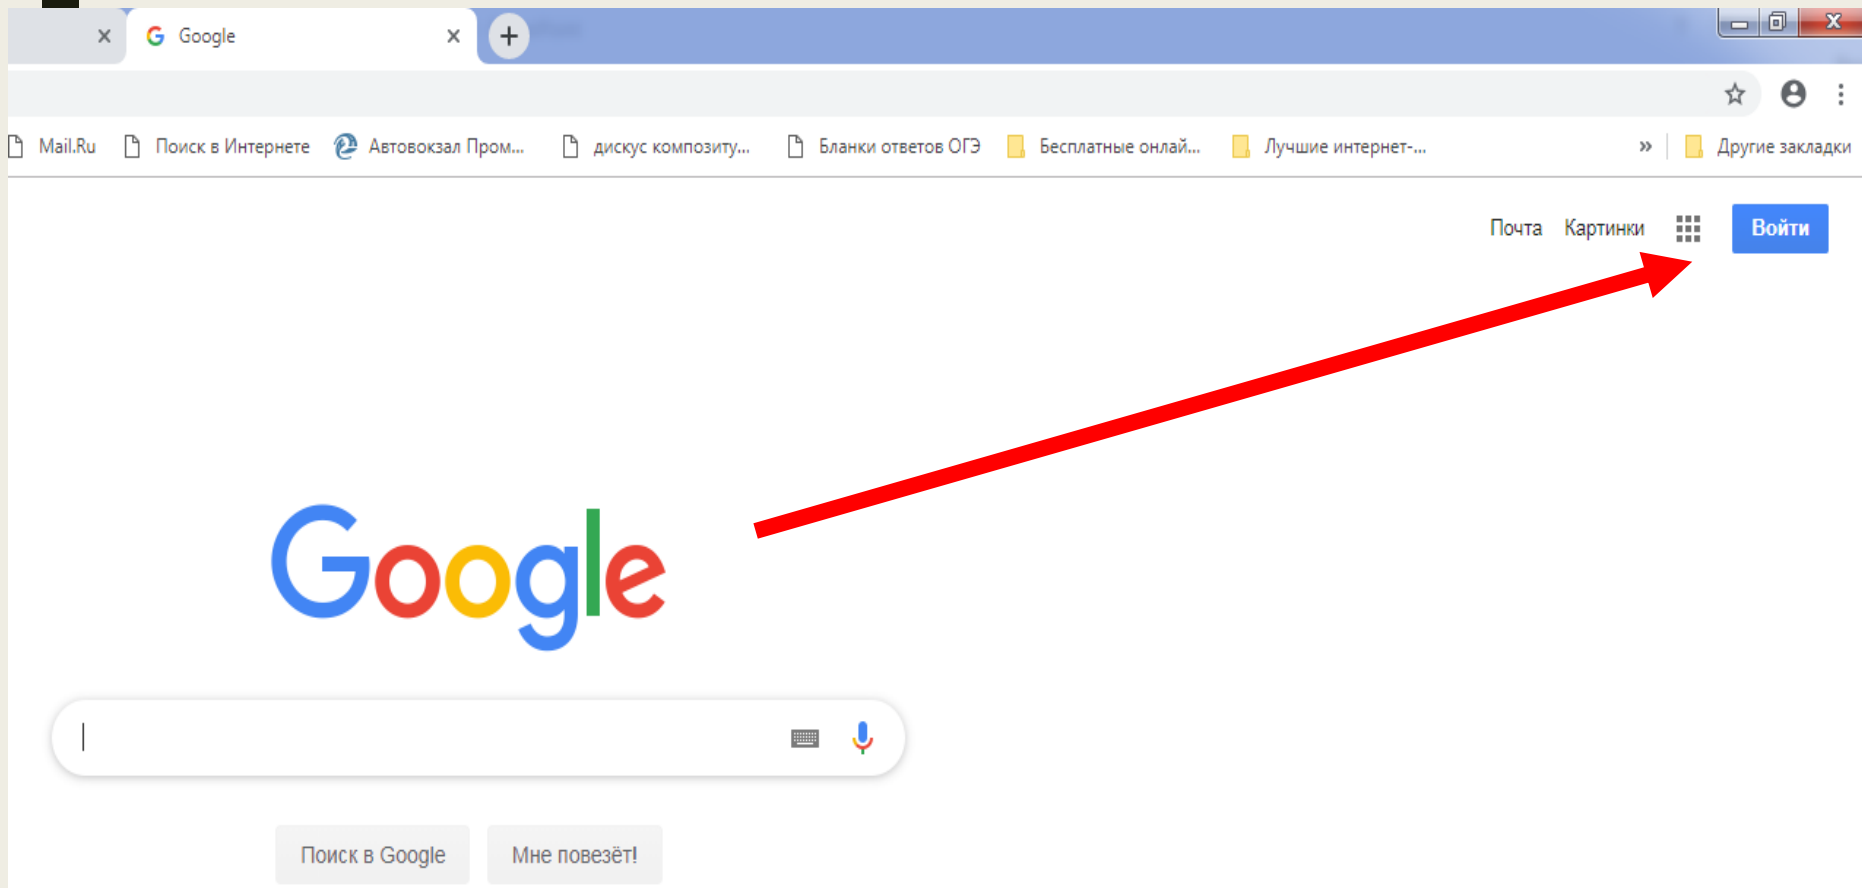 Google
Mail.Ru Поиск в Интернете Автовокзал Пром... дискус композиту... Бланки ответов ОГЭ Бесплатные онлай... Лучшие интернет-... » Другие закладки
Почта Картинки Войти
Google
Поиск в Google Мне повезёт!